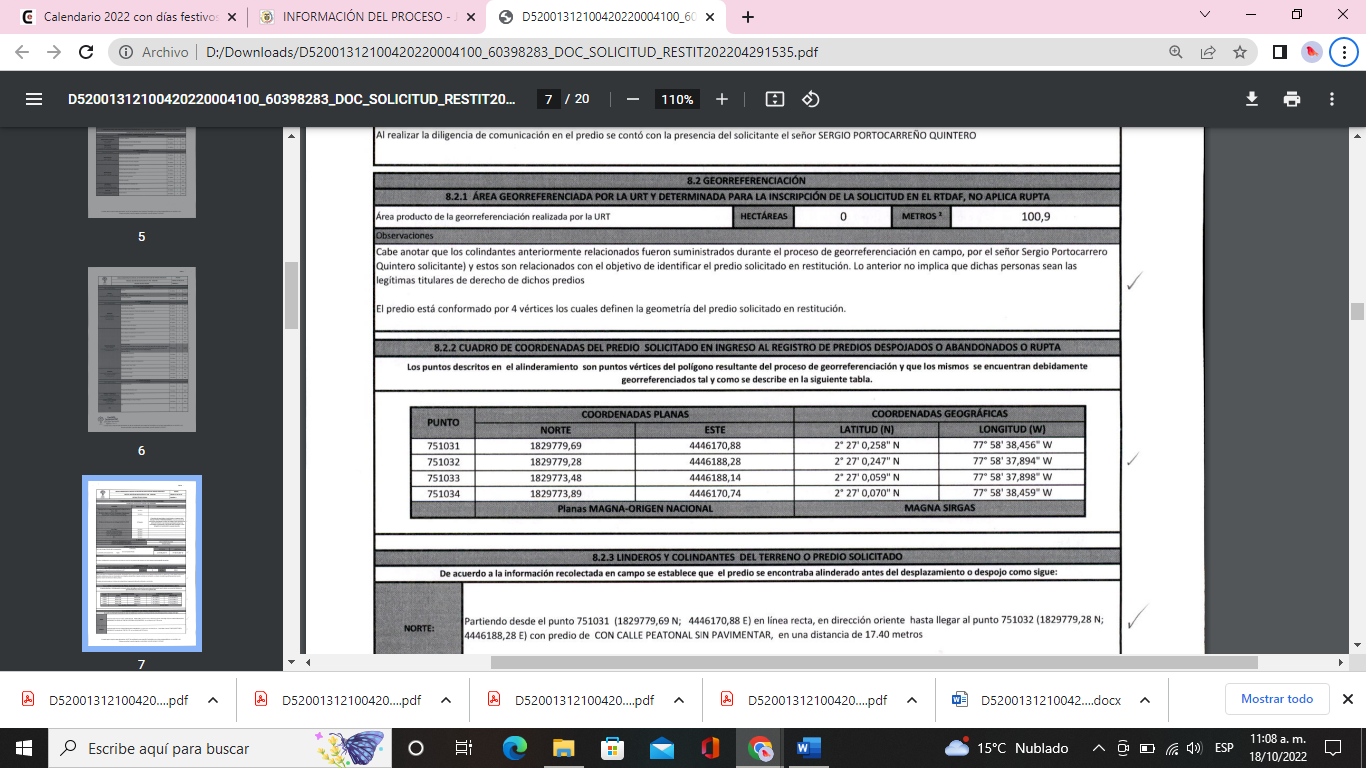 Calendario 2022 con días festivos
INFORMACIÓN DEL PROCESO - J
D52001312100420220004100_60
Archivo
D:/Downloads/D52001312100420220004100_60398283_DOC_SOLICITUD_RESTIT202204291535.pdf
D52001312100420220004100_60398283_DOC_SOLICITUD_RESTIT20...
7 / 20
110%
5
6
7
Al realizar la diligencia de comunicación en el predio se contó con la presencia del solicitante el señor SERGIO PORTOCARREÑO QUINTERO
8.2 GEORREFERENCIACIÓN
8.2.1 ÁREA GEORREFERENCIADA POR LA URT Y DETERMINADA PARA LA INSCRIPCIÓN DE LA SOLICITUD EN EL RTDAF, NO APLICA RUPTA
Área producto de la georreferenciación realizada por la URT HECTÁREAS 0 METROS ² 100,9
Observaciones
Cabe anotar que los colindantes anteriormente relacionados fueron suministrados durante el proceso de georreferenciación en campo, por el señor Sergio Portocarrero
Quintero solicitante) y estos son relacionados con el objetivo de identificar el predio solicitado en restitución. Lo anterior no implica que dichas personas sean las
legítimas titulares de derecho de dichos predios
El predio está conformado por 4 vértices los cuales definen la geometría del predio solicitado en restitución.
8.2.2 CUADRO DE COORDENADAS DEL PREDIO SOLICITADO EN INGRESO AL REGISTRO DE PREDIOS DESPOJADOS O ABANDONADOS O RUPTA
Los puntos descritos en el alinderamiento son puntos vértices del polígono resultante del proceso de georreferenciación y que los mismos se encuentran debidamente
georreferenciados tal y como se describe en la siguiente tabla.
PUNTO COORDENADAS PLANAS COORDENADAS GEOGRÁFICAS
NORTE ESTE LATITUD (N) LONGITUD (W)
751031 1829779,69 4446170,88 2° 27' 0,258" N 77° 58' 38,456" W
751032 1829779,28 4446188,28 2° 27' 0,247" N 77° 58' 37,894" W
751033 1829773,48 4446188,14 2° 27' 0,059" N 77° 58' 37,898" W
751034 1829773,89 4446170,74 2° 27' 0,070" N 77° 58' 38,459" W
Planas MAGNA-ORIGEN NACIONAL MAGNA SIRGAS
8.2.3 LINDEROS Y COLINDANTES DEL TERRENO O PREDIO SOLICITADO
De acuerdo a la información recolectada en campo se establece que el predio se encontraba alinderado antes del desplazamiento o despojo como sigue:
NORTE:
Partiendo desde el punto 751031 (1829779,69 N; 4446170,88 E) en línea recta, en dirección oriente hasta llegar al punto 751032 (1829779,28 N;
4446188,28 E) con predio de CON CALLE PEATONAL SIN PAVIMENTAR, en una distancia de 17.40 metros
D52001312100420....pdf
D52001312100420....pdf
D52001312100420....pdf
D52001312100420....pdf
D5200131210042....docx
Mostrar todo
Escribe aquí para buscar
15°C Nublado
ESP
11:08 a. m.
18/10/2022